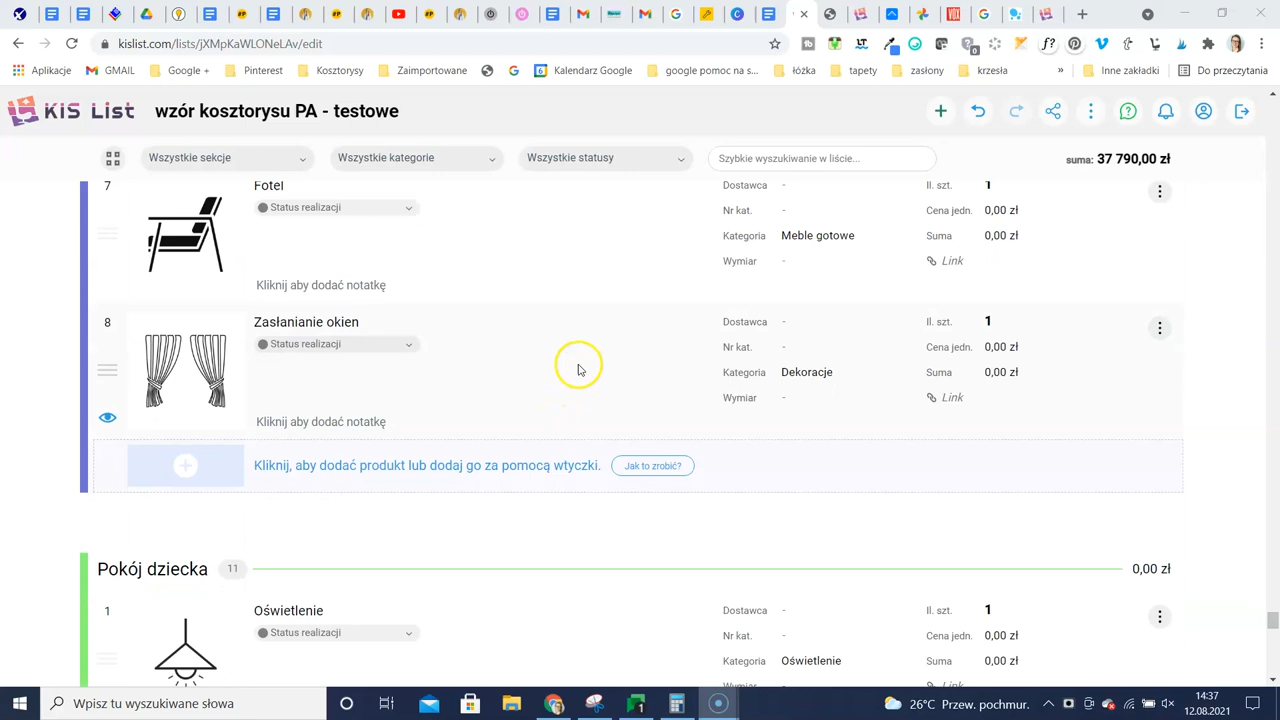 kislist.com/lists/jXMpKaWLONeLAv/edit
Aplikacje GMAIL Google + Pinterest Kosztorysy Zaimportowane Kalendarz Google google pomoc na s... łóżka tapety zasłony krzesła » Inne zakładki Do przeczytania
KIS LIST wzór kosztorysu PA - testowe
Wszystkie sekcje Wszystkie kategorie Wszystkie statusy Szybkie wyszukiwanie w liście... suma: 37 790,00 zł
7 Fotel Dostawca - Il. szt. 1
Status realizacji
Nr kat. - Cena jedn. 0,00 zł
Kategoria Meble gotowe Suma 0,00 zł
Wymiar - Link
Kliknij aby dodać notatkę
8 Zasłanianie okien Dostawca - Il. szt. 1
Status realizacji Nr kat. - Cena jedn. 0,00 zł
Kategoria Dekoracje Suma 0,00 zł
Wymiar - Link
Kliknij aby dodać notatkę
Kliknij, aby dodać produkt lub dodaj go za pomocą wtyczki. Jak to zrobić?
Pokój dziecka 11 0,00 zł
1 Oświetlenie Dostawca - Il. szt. 1
Status realizacji Nr kat. - Cena jedn. 0,00 zł
Kategoria Oświetlenie Suma 0,00 zł
Wymiar - Link
Wpisz tu wyszukiwane słowa 26°C Przew. pochmur. 14:37
12.08.2021